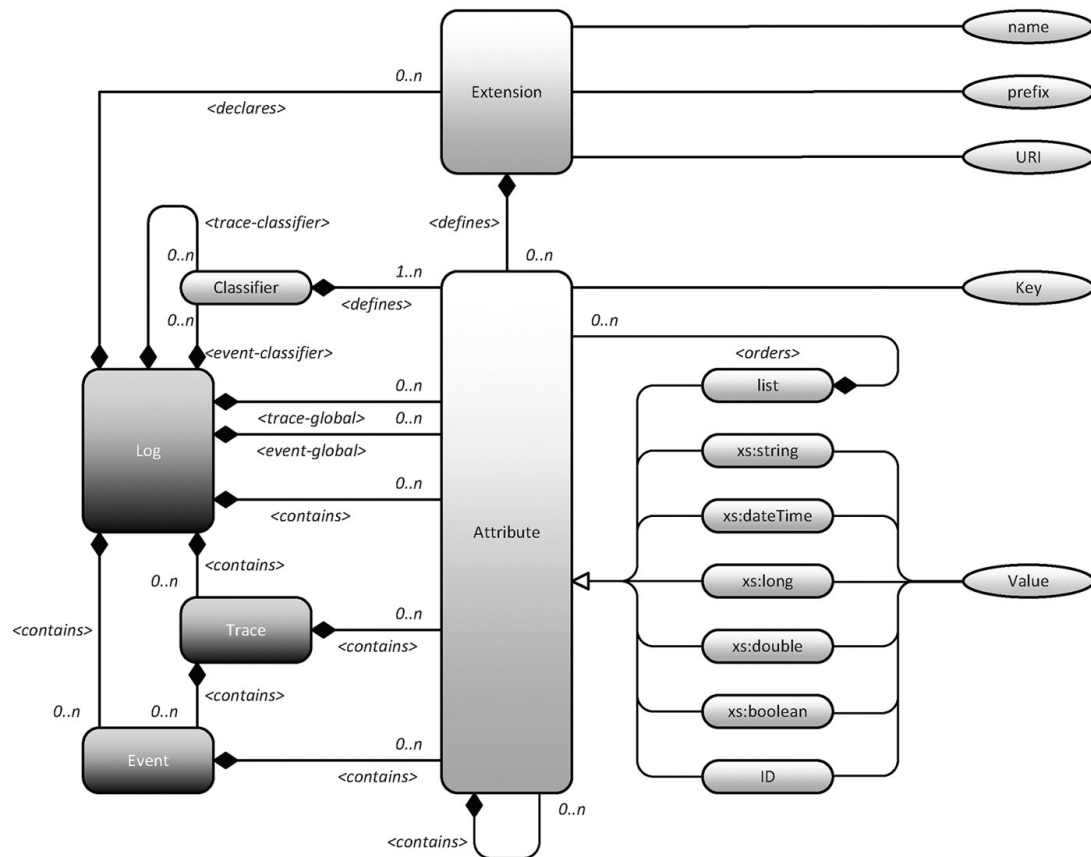 name
0..n
Extension
prefix
<declares>
URI
<trace-classifier>
<defines>
0..n
0..n
Classifier
1..n
Key
<defines>
0..n
0..n
<event-classifier>
<orders>
0..n
list
<trace-global>
0..n
Log
<event-global>
xs:string
0..n
<contains>
xs:dateTime
Attribute
<contains>
0..n
xs:long
Value
0..n
Trace
<contains>
<contains>
xs:double
<contains>
0..n
0..n
xs:boolean
0..n
Event
<contains>
ID
0..n
<contains>